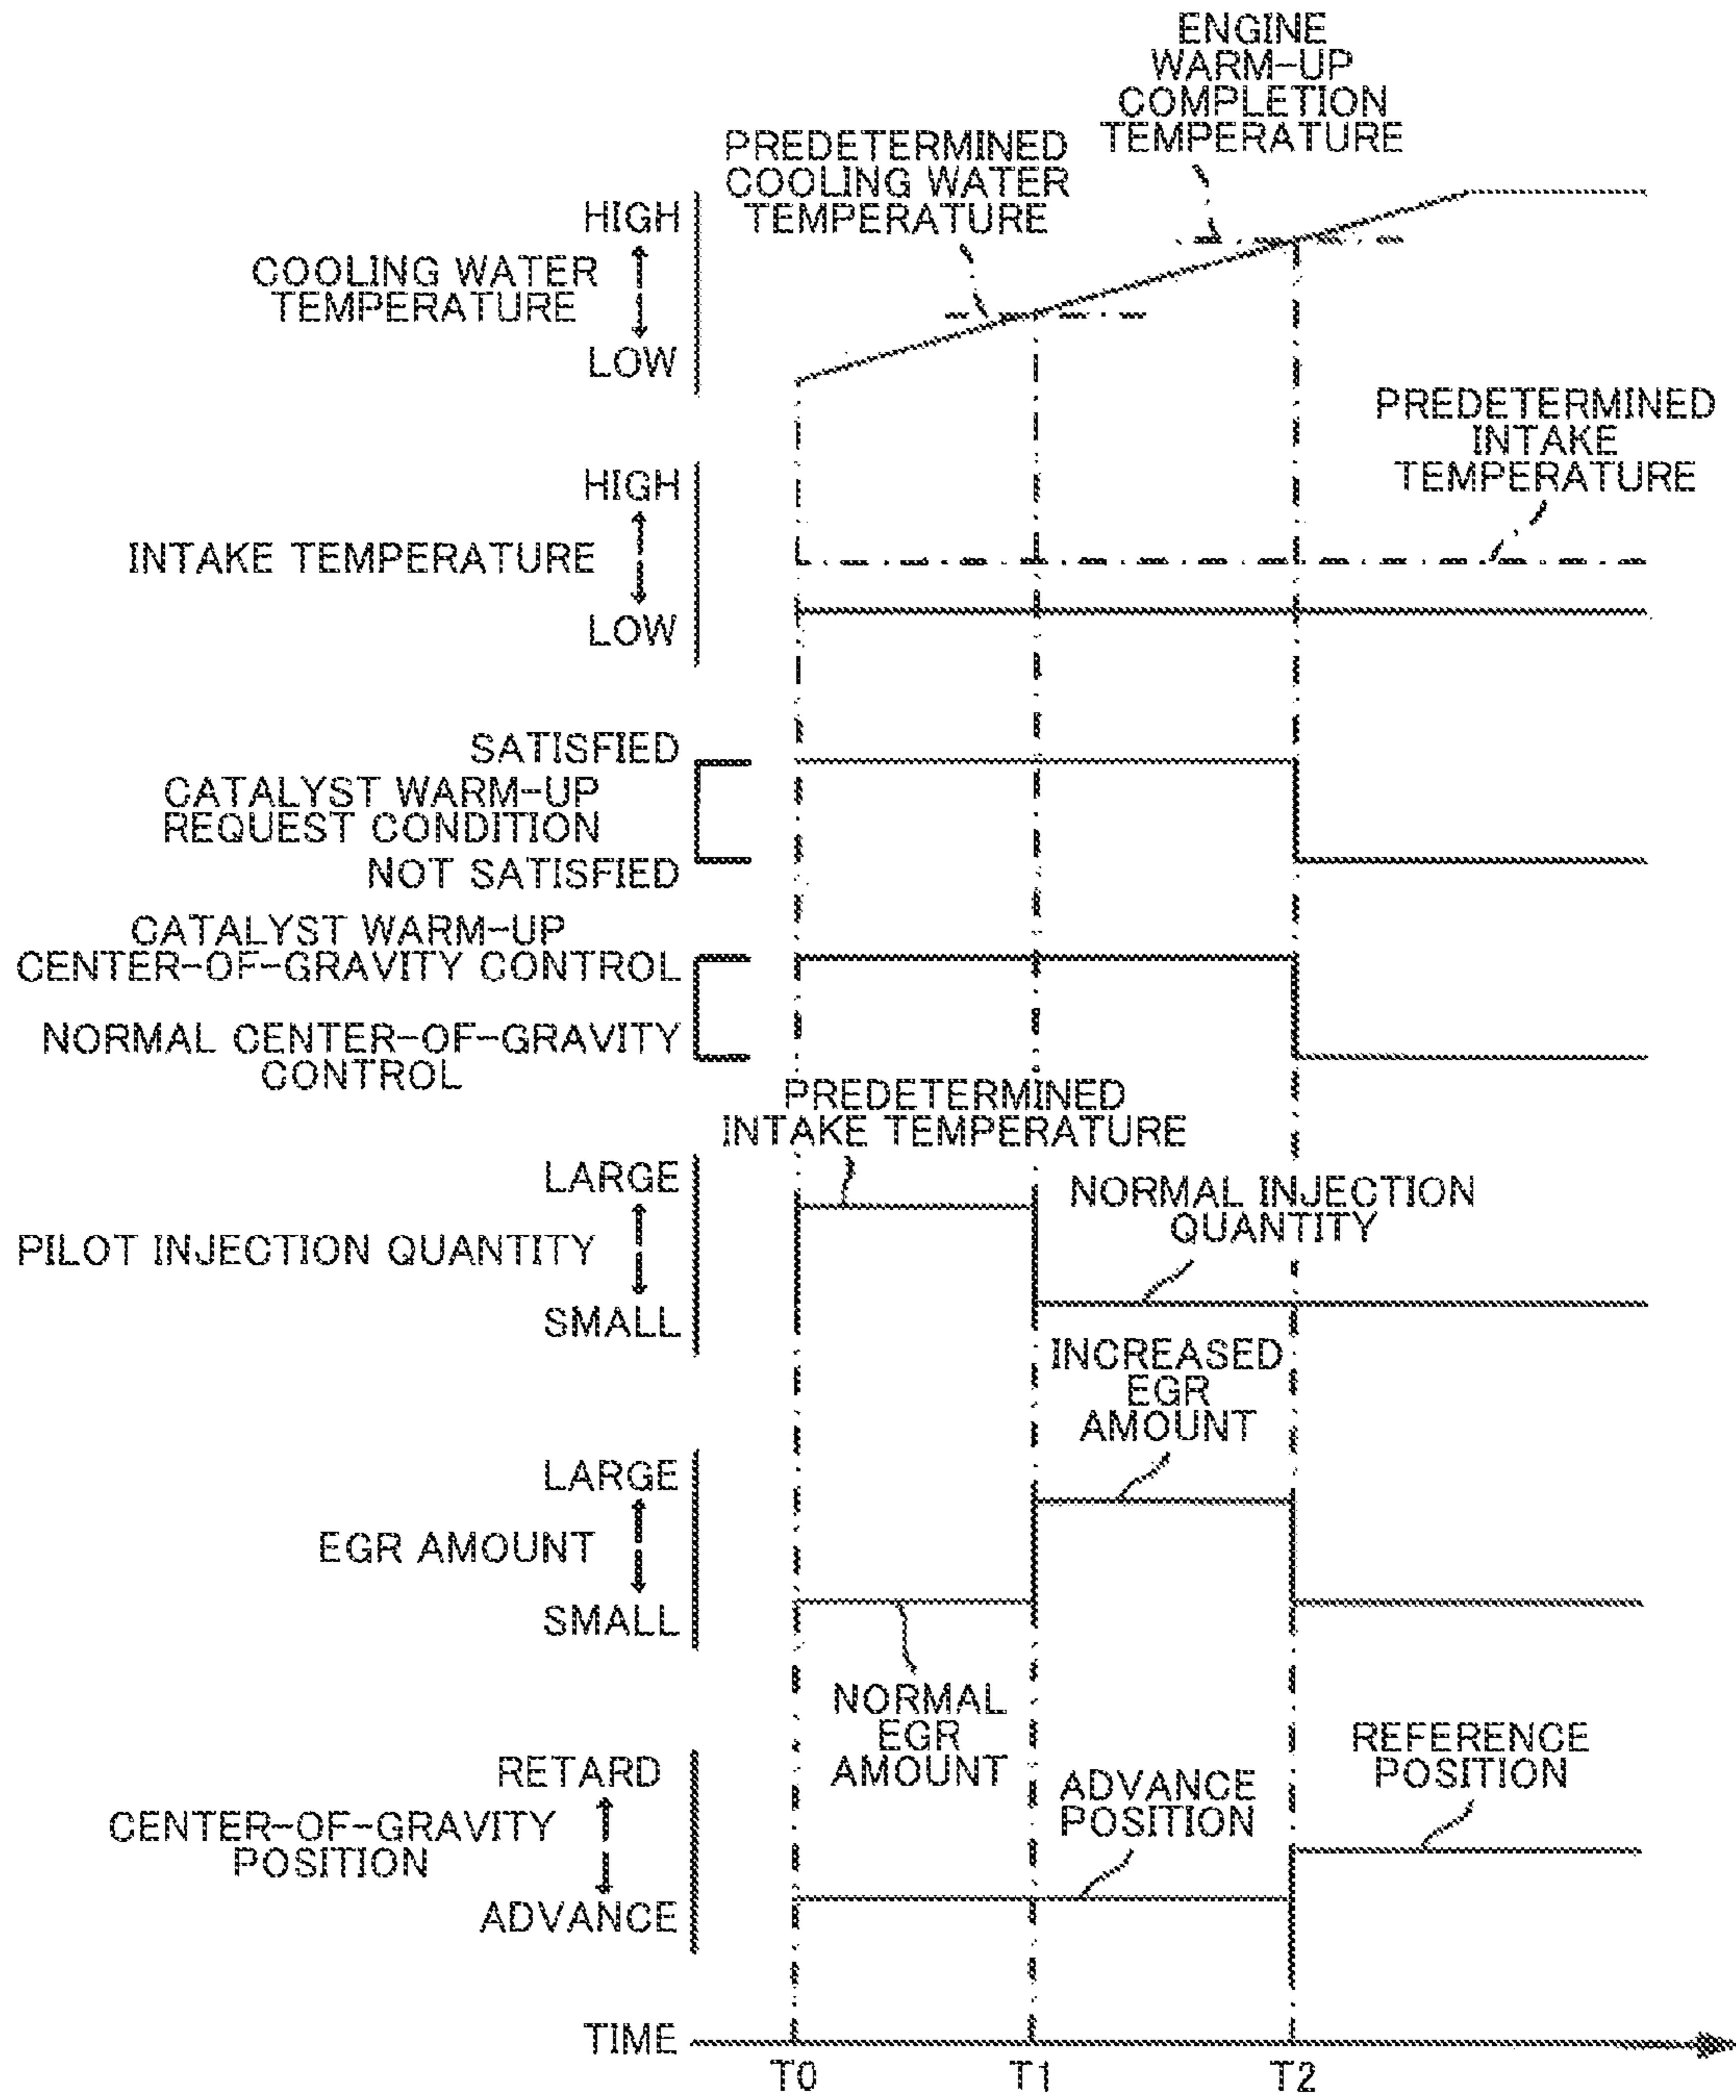 ENGINE
WARM-UP
COMPLETION
TEMPERATURE
PREDETERMINED
COOLING WATER
TEMPERATURE
HIGH
COOLING WATER
TEMPERATURE
LOW
PREDETERMINED
INTAKE
TEMPERATURE
HIGH
INTAKE TEMPERATURE
LOW
SATISFIED
CATALYST WARM-UP
REQUEST CONDITION
NOT SATISFIED
CATALYST WARM-UP
CENTER-OF-GRAVITY CONTROL
NORMAL CENTER-OF-GRAVITY
CONTROL
PREDETERMINED
INTAKE TEMPERATURE
LARGE
PILOT INJECTION QUANTITY
SMALL
NORMAL INJECTION
QUANTITY
INCREASED
EGR
AMOUNT
LARGE
EGR AMOUNT
SMALL
NORMAL
EGR
AMOUNT
RETARD
CENTER-OF-GRAVITY
POSITION
ADVANCE
ADVANCE
POSITION
REFERENCE
POSITION
TIME
T0
T1
T2